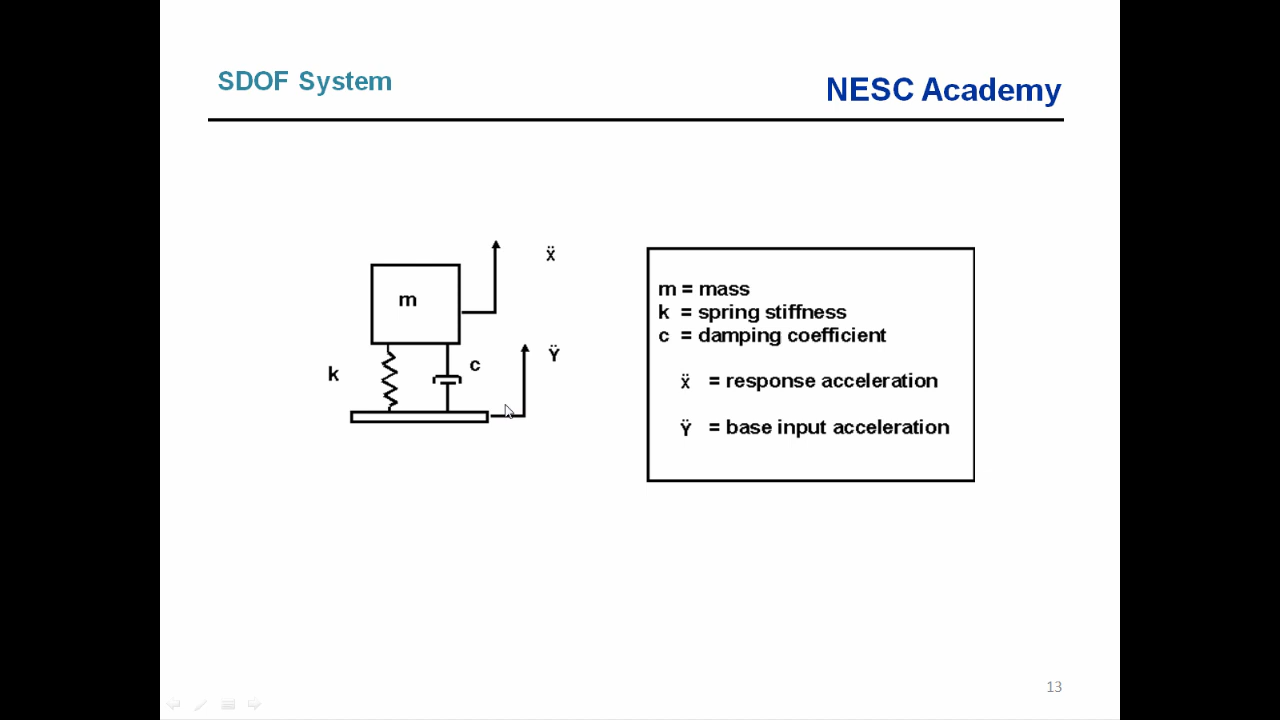 SDOF System
NESC Academy
ẍ
m
Ÿ
c
k
m = mass
k = spring stiffness
c = damping coefficient
ẍ = response acceleration
Ÿ = base input acceleration
13